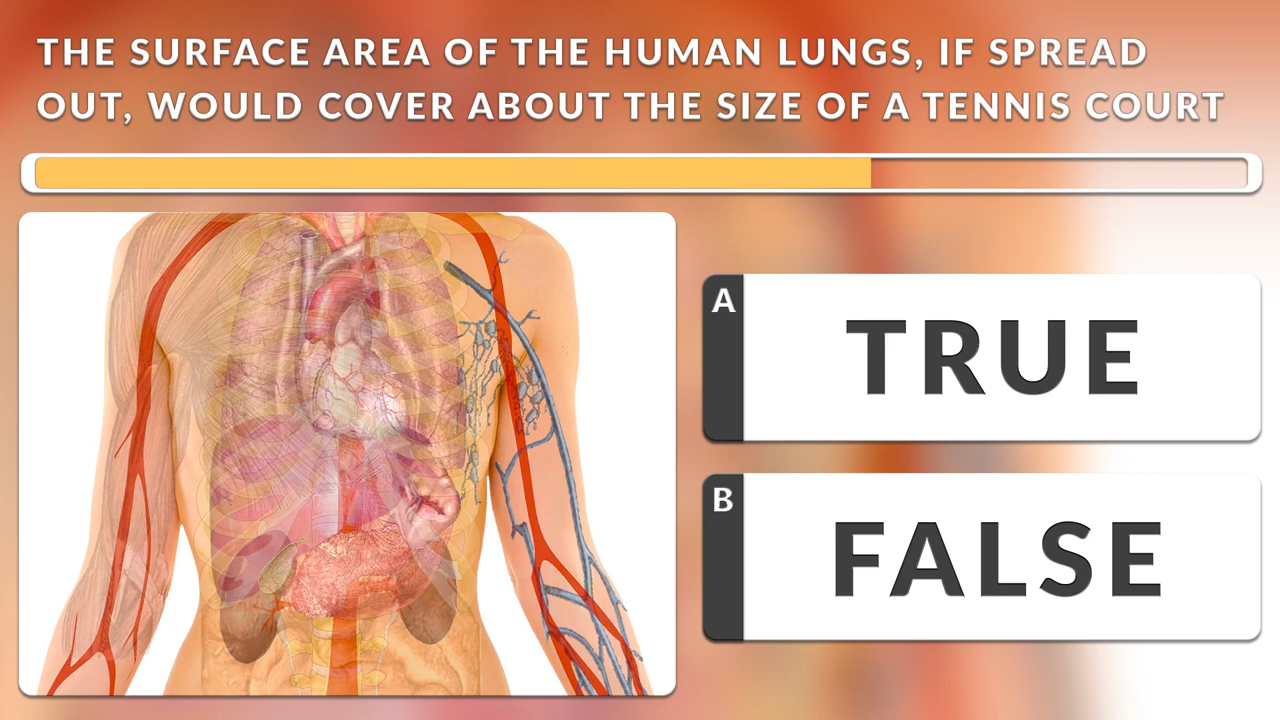 THE SURFACE AREA OF THE HUMAN LUNGS, IF SPREAD
OUT, WOULD COVER ABOUT THE SIZE OF A TENNIS COURT
A
TRUE
B
FALSE